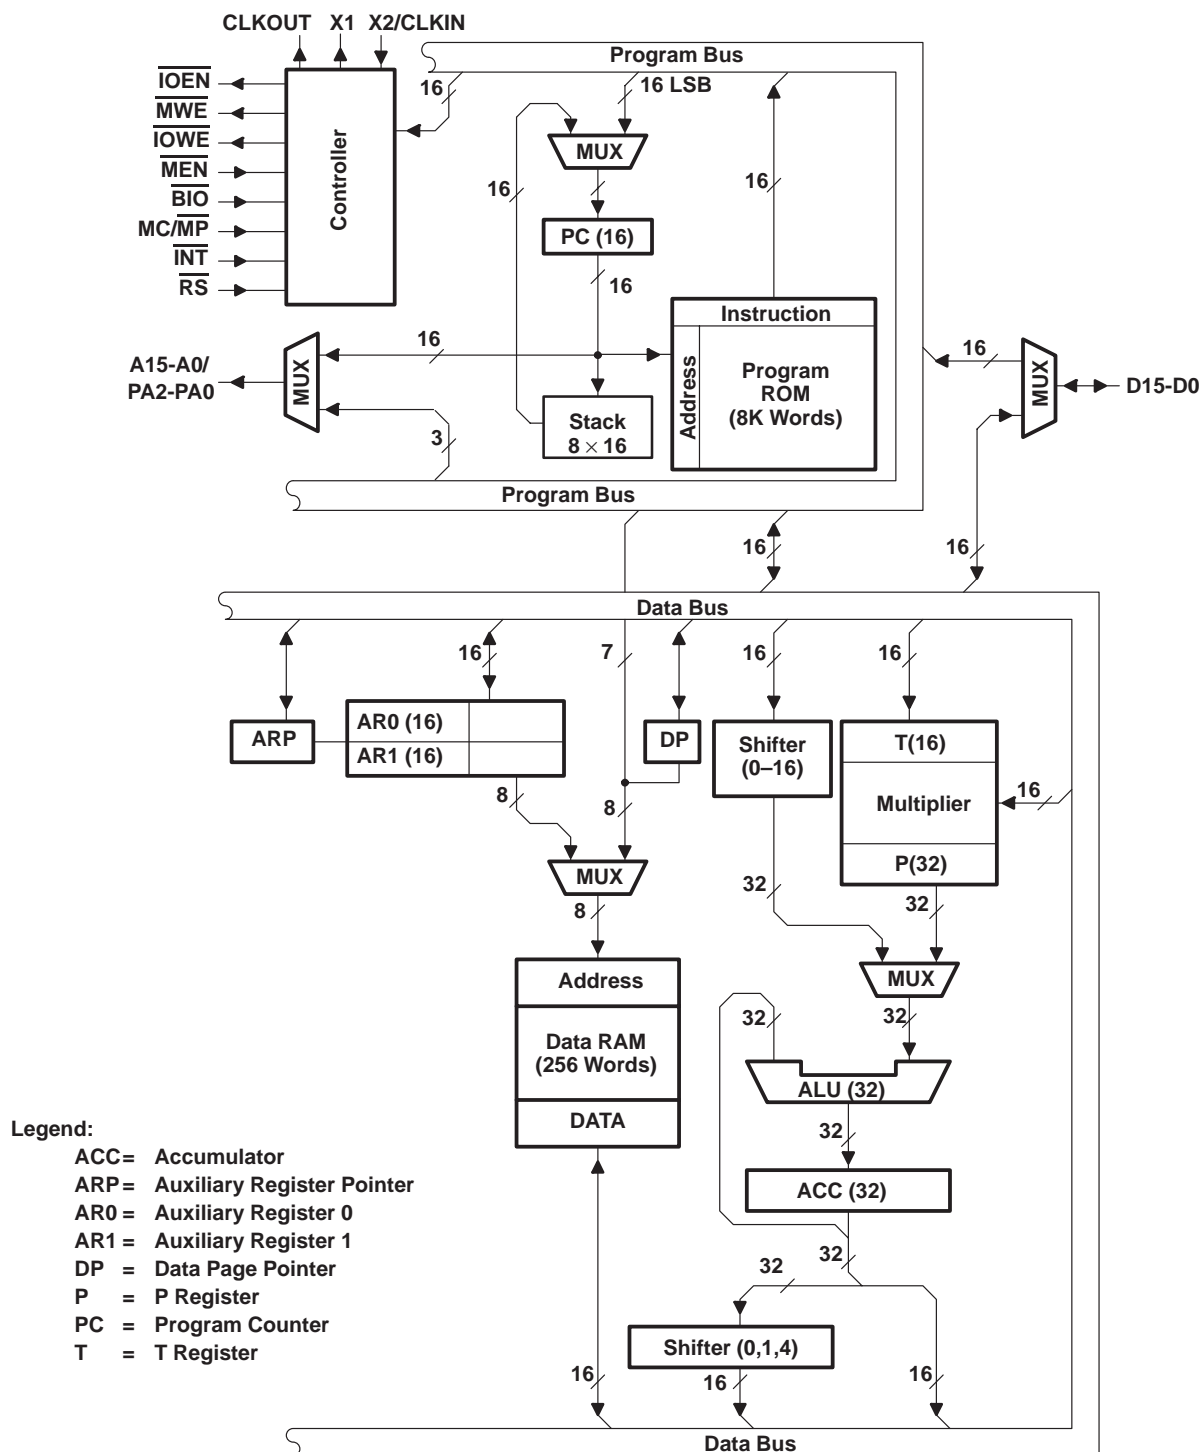 CLKOUT X1 X2/CLKIN
Program Bus
IOEN
MWE
IOWE
MEN
BIO
MC/MP
INT
RS
Controller
16
16 LSB
MUX
16
16
PC (16)
16
Instruction
Address
Program
ROM
(8K Words)
A15-A0/
PA2-PA0
MUX
16
3
Stack
8 × 16
16
MUX
D15-D0
Program Bus
16
16
Data Bus
16
7
16
16
ARP
AR0 (16)
AR1 (16)
DP
Shifter
(0–16)
T(16)
Multiplier
P(32)
16
8
8
MUX
8
32
32
MUX
Address
Data RAM
(256 Words)
DATA
32
32
ALU (32)
32
ACC (32)
32
32
Shifter (0,1,4)
16
16
16
Data Bus
Legend:
ACC = Accumulator
ARP = Auxiliary Register Pointer
AR0 = Auxiliary Register 0
AR1 = Auxiliary Register 1
DP = Data Page Pointer
P = P Register
PC = Program Counter
T = T Register